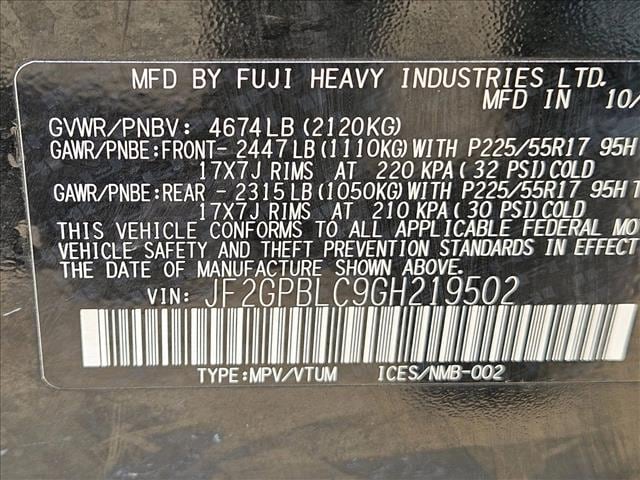 MFD BY FUJI HEAVY INDUSTRIES LTD.
MFD IN 10/
GVWR/PNBV: 4674LB (2120KG)
GAWR/PNBE:FRONT- 2447LB (1110KG) WITH P225/55R17 95H
17X7J RIMS AT 220 KPA( 32 PSI) COLD
GAWR/PNBE:REAR - 2315LB (1050KG) WITH P225/55R17 95H T
17X7J RIMS AT 210 KPA( 30 PSI) COLD
THIS VEHICLE CONFORMS TO ALL APPLICABLE FEDERAL MO
VEHICLE SAFETY AND THEFT PREVENTION STANDARDS IN EFFECT
THE DATE OF MANUFACTURE SHOWN ABOVE.
VIN: JF2GPBLC9GH219502
TYPE:MPV/VTUM ICES/NMB-002